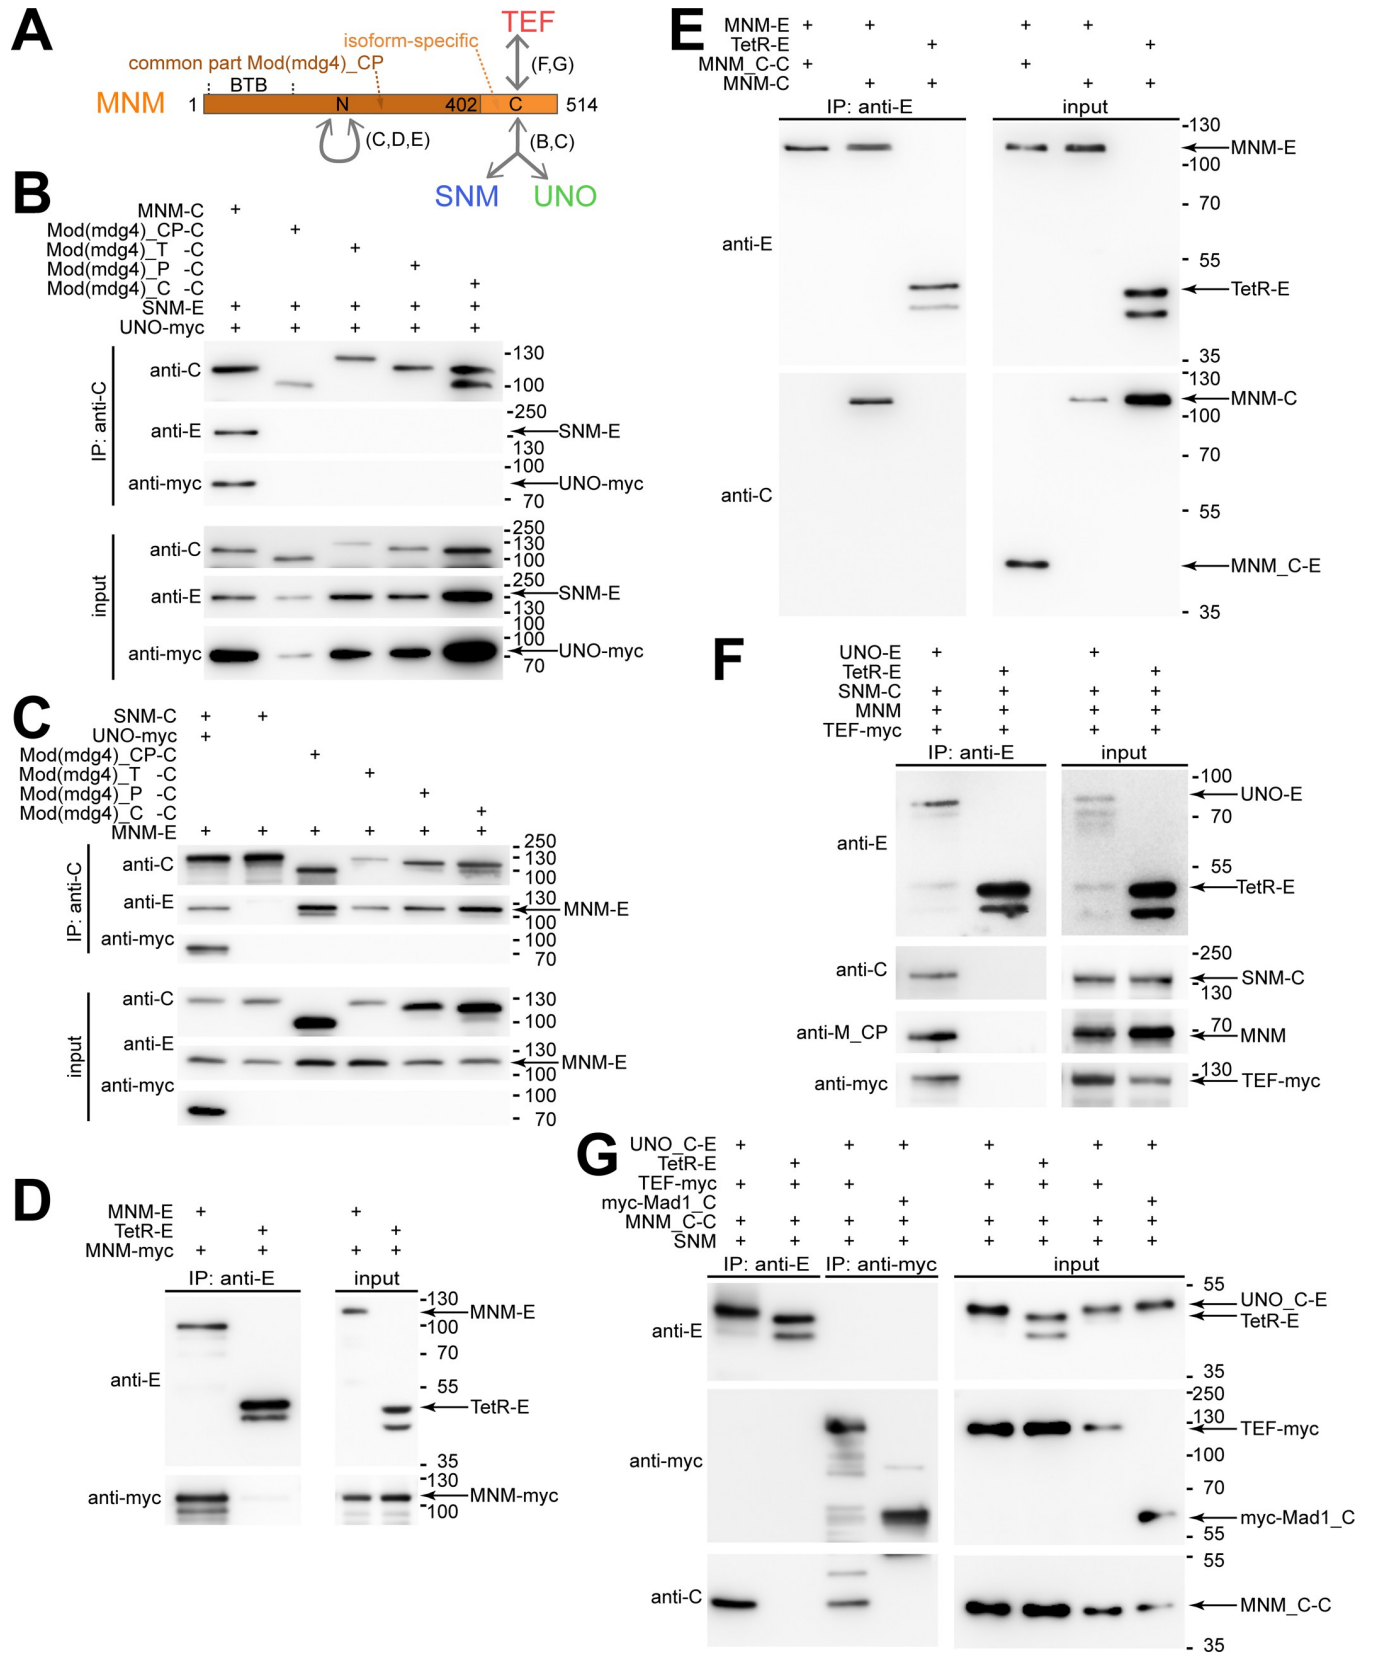 A
TEF
isoform-specific
(F,G)
common part Mod(mdg4)_CP
BTB
MNM 1 N 402 C 514
(C,D,E)
(B,C)
SNM UNO
B
MNM-C +
Mod(mdg4)_CP-C +
Mod(mdg4)_T -C +
Mod(mdg4)_P -C +
Mod(mdg4)_C -C +
SNM-E + + + + +
UNO-myc + + + + +
IP: anti-C
anti-C -130
-100
-250
anti-E SNM-E
130
-100
anti-myc UNO-myc
- 70
input
-250
anti-C -130
-100
-250
anti-E SNM-E
-130
100
-100
anti-myc UNO-myc
70
C
SNM-C + +
UNO-myc +
Mod(mdg4)_CP-C +
Mod(mdg4)_T -C +
Mod(mdg4)_P -C +
Mod(mdg4)_C -C +
MNM-E + + + + + +
IP: anti-C
- 250
anti-C - 130
- 100
anti-E - 130
MNM-E
100
anti-myc - 100
- 70
input
anti-C - 130
- 100
anti-E
- 130
MNM-E
- 100
anti-myc
- 100
- 70
D
MNM-E + +
TetR-E + +
MNM-myc + + + +
IP: anti-E input
-130
MNM-E
-100
- 70
anti-E
- 55
TetR-E
- 35
-130
anti-myc MNM-myc
100
E
MNM-E + + + +
TetR-E + +
MNM_C-C + +
MNM-C + + + +
IP: anti-E input
-130
MNM-E
-100
- 70
anti-E
- 55
TetR-E
- 35
-130
MNM-C
-100
- 70
anti-C
- 55
MNM_C-E
- 35
F
UNO-E + +
TetR-E + +
SNM-C + + + +
MNM + + + +
TEF-myc + + + +
IP: anti-E input
-100
UNO-E
- 70
anti-E
- 55
TetR-E
-250
anti-C SNM-C
130
anti-M_CP - 70
MNM
-130
anti-myc TEF-myc
G
UNO_C-E + + + + + +
TetR-E + +
TEF-myc + + + + + +
myc-Mad1_C + +
MNM_C-C + + + + + + + +
SNM + + + + + + + +
IP: anti-E IP: anti-myc input
- 55
UNO_C-E
TetR-E
anti-E
- 35
-250
-130
TEF-myc
anti-myc -100
- 70
myc-Mad1_C
- 55
- 55
anti-C
MNM_C-C
- 35